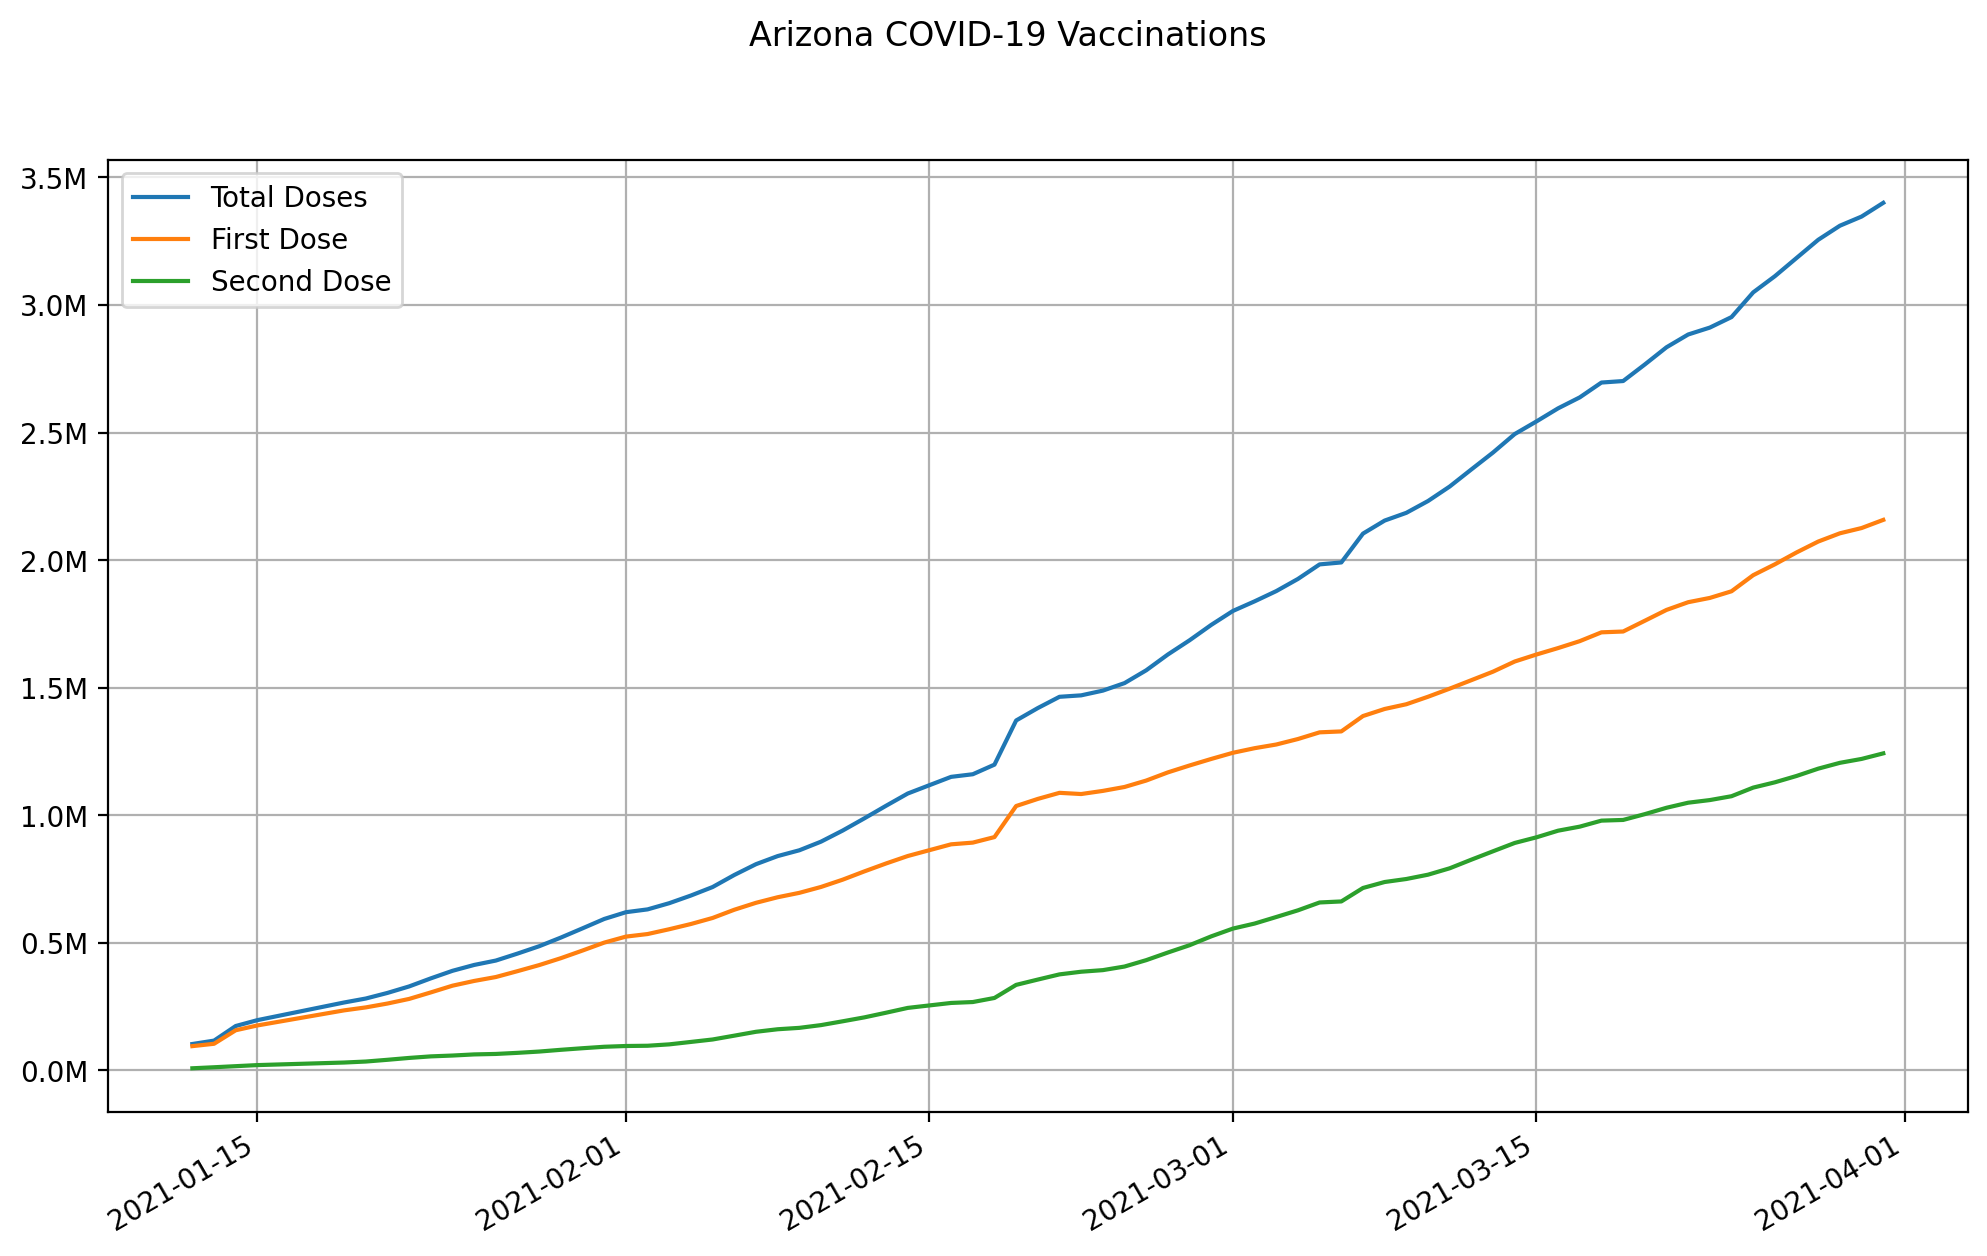 Arizona COVID-19 Vaccinations
3.5M
3.0M
2.5M
2.0M
1.5M
1.0M
0.5M
0.0M
Total Doses
First Dose
Second Dose
2021-01-15
2021-02-01
2021-02-15
2021-03-01
2021-03-15
2021-04-01